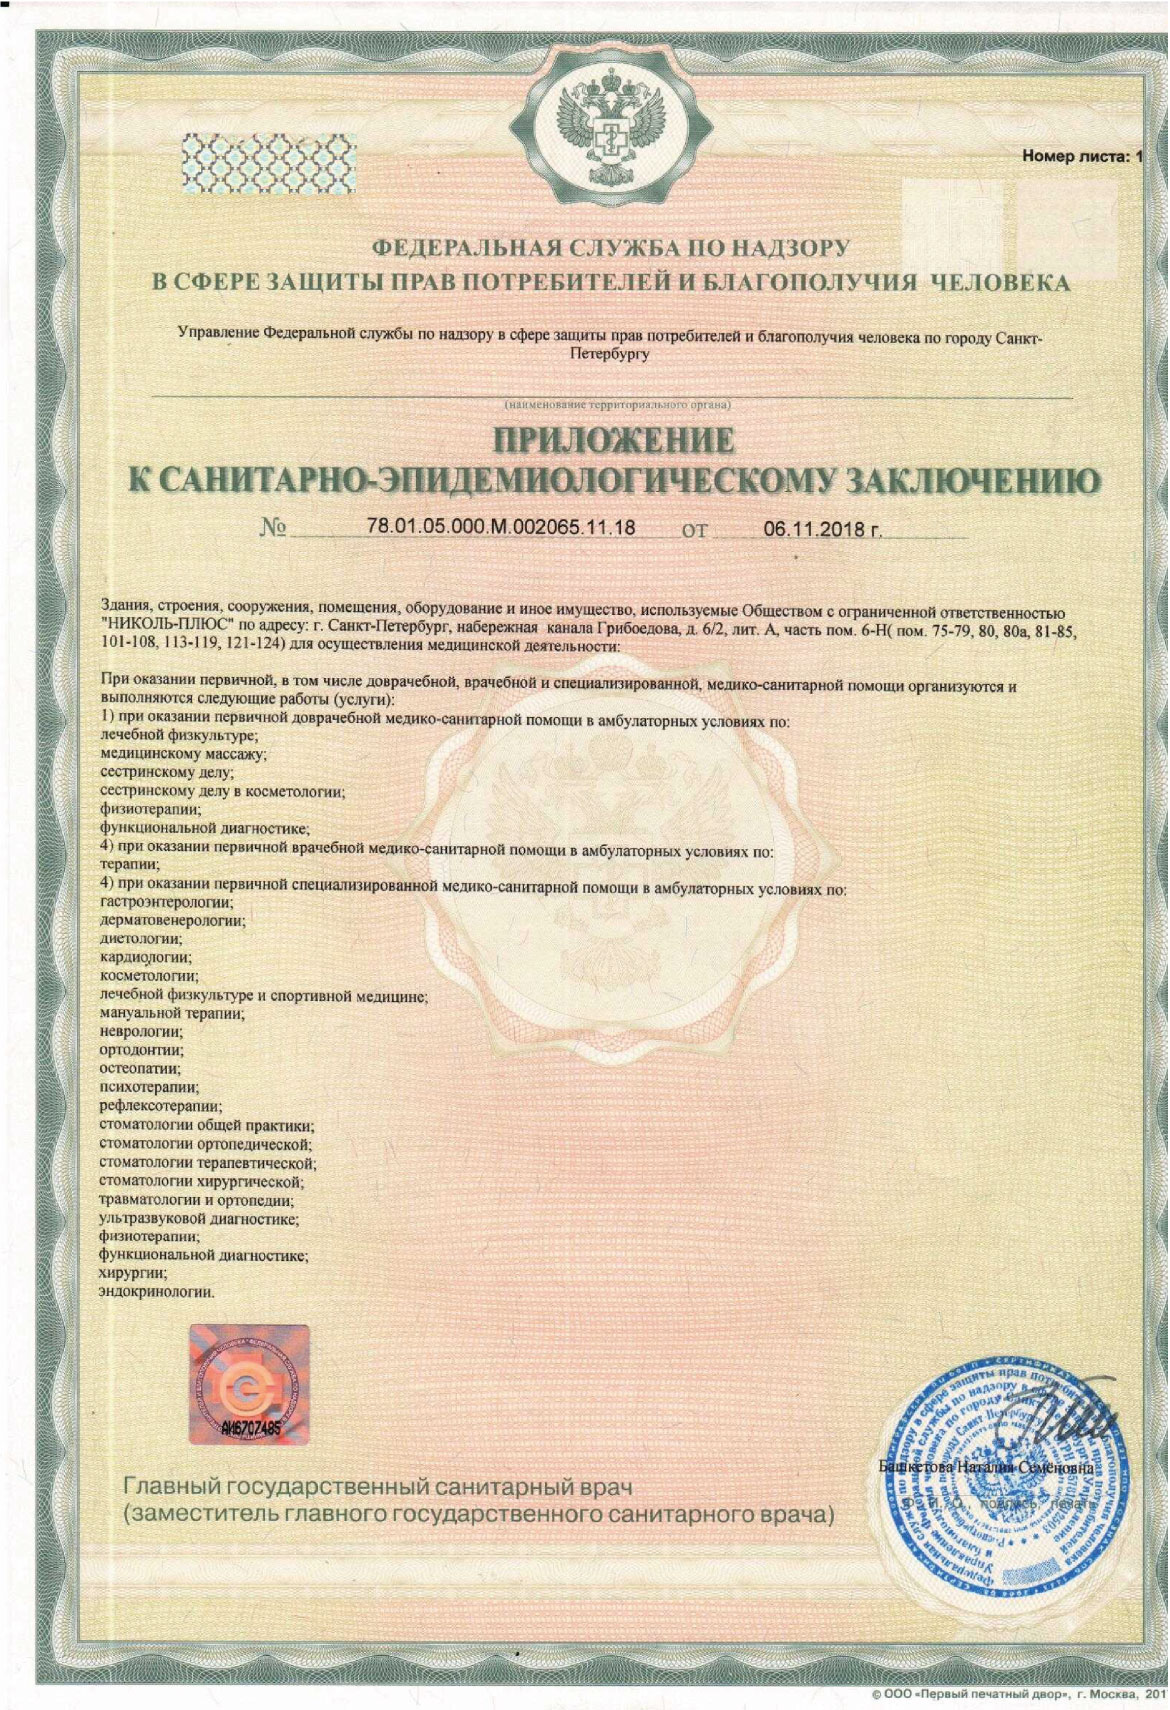 Номер листа: 1
ФЕДЕРАЛЬНАЯ СЛУЖБА ПО НАДЗОРУ
В СФЕРЕ ЗАЩИТЫ ПРАВ ПОТРЕБИТЕЛЕЙ И БЛАГОПОЛУЧИЯ ЧЕЛОВЕКА
Управление Федеральной службы по надзору в сфере защиты прав потребителей и благополучия человека по городу Санкт-
Петербургу
(наименование территориального органа)
ПРИЛОЖЕНИЕ
К САНИТАРНО-ЭПИДЕМИОЛОГИЧЕСКОМУ ЗАКЛЮЧЕНИЮ
№ 78.01.05.000.М.002065.11.18 от 06.11.2018 г.
Здания, строения, сооружения, помещения, оборудование и иное имущество, используемые Обществом с ограниченной ответственностью
"НИКОЛЬ-ПЛЮС" по адресу: г. Санкт-Петербург, набережная канала Грибоедова, д. 6/2, лит. А, часть пом. 6-Н( пом. 75-79, 80, 80а, 81-85,
101-108, 113-119, 121-124) для осуществления медицинской деятельности:
При оказании первичной, в том числе доврачебной, врачебной и специализированной, медико-санитарной помощи организуются и
выполняются следующие работы (услуги):
1) при оказании первичной доврачебной медико-санитарной помощи в амбулаторных условиях по:
лечебной физкультуре;
медицинскому массажу;
сестринскому делу;
сестринскому делу в косметологии;
физиотерапии;
функциональной диагностике;
4) при оказании первичной врачебной медико-санитарной помощи в амбулаторных условиях по:
терапии;
4) при оказании первичной специализированной медико-санитарной помощи в амбулаторных условиях по:
гастроэнтерологии;
дерматовенерологии;
диетологии;
кардиологии;
косметологии;
лечебной физкультуре и спортивной медицине;
мануальной терапии;
неврологии;
ортодонтии;
остеопатии;
психотерапии;
рефлексотерапии;
стоматологии общей практики;
стоматологии ортопедической;
стоматологии терапевтической;
стоматологии хирургической;
травматологии и ортопедии;
ультразвуковой диагностике;
физиотерапии;
функциональной диагностике;
хирургии;
эндокринологии.
АИ6707495
Башкетова Наталия Семеновна
Ф. И. О., подпись, печать
Главный государственный санитарный врач
(заместитель главного государственного санитарного врача)
© ООО «Первый печатный двор», г. Москва, 201